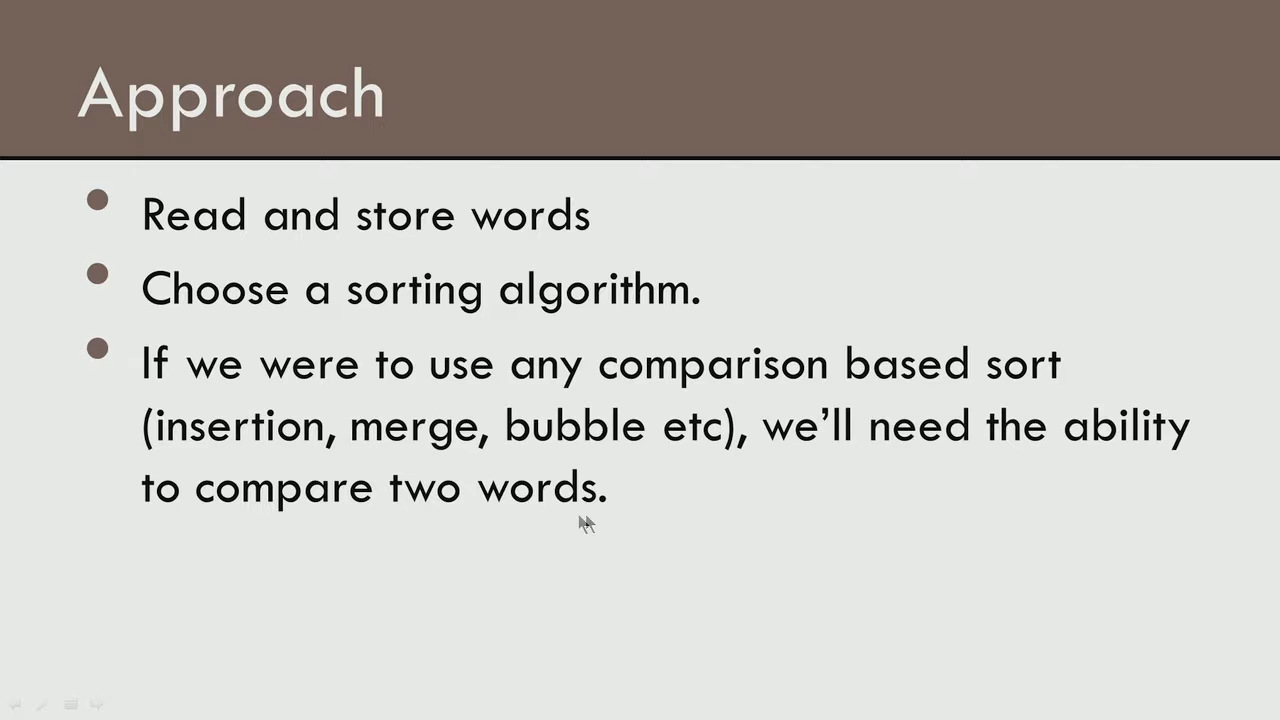 Approach
Read and store words
Choose a sorting algorithm.
If we were to use any comparison based sort
(insertion, merge, bubble etc), we’ll need the ability
to compare two words.